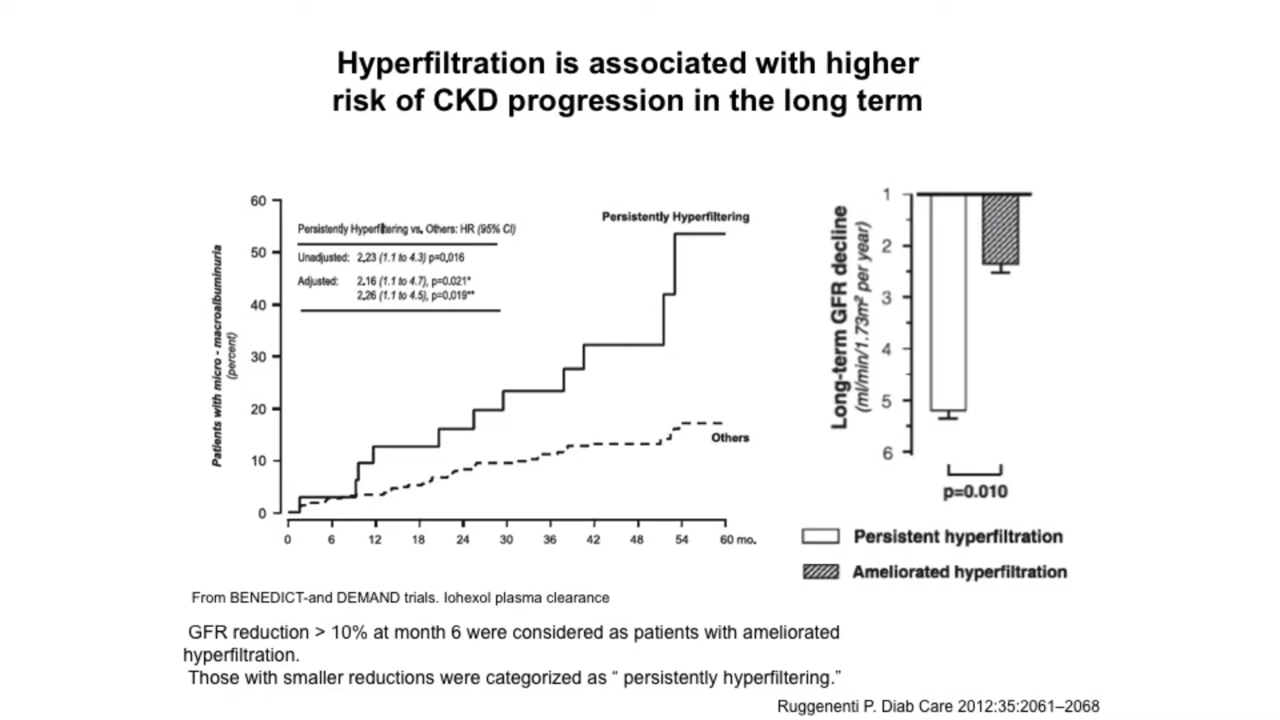 Hyperfiltration is associated with higher
risk of CKD progression in the long term
60
50
40
30
20
10
0
Patients with micro - macroalbuminuria
(percent)
Persistently Hyperfiltering vs. Others: HR (95% CI)
Unadjusted: 2.23 (1.1 to 4.3) p=0.016
Adjusted: 2.16 (1.1 to 4.7), p=0.021*
2.26 (1.1 to 4.5), p=0.019**
Persistently Hyperfiltering
Others
0 6 12 18 24 30 36 42 48 54 60 mo.
Long-term GFR decline
(ml/min/1.73m² per year)
1
2
3
4
5
6
p=0.010
Persistent hyperfiltration
Ameliorated hyperfiltration
From BENEDICT-and DEMAND trials. Iohexol plasma clearance
GFR reduction > 10% at month 6 were considered as patients with ameliorated
hyperfiltration.
Those with smaller reductions were categorized as “ persistently hyperfiltering.”
Ruggenenti P. Diab Care 2012:35:2061–2068